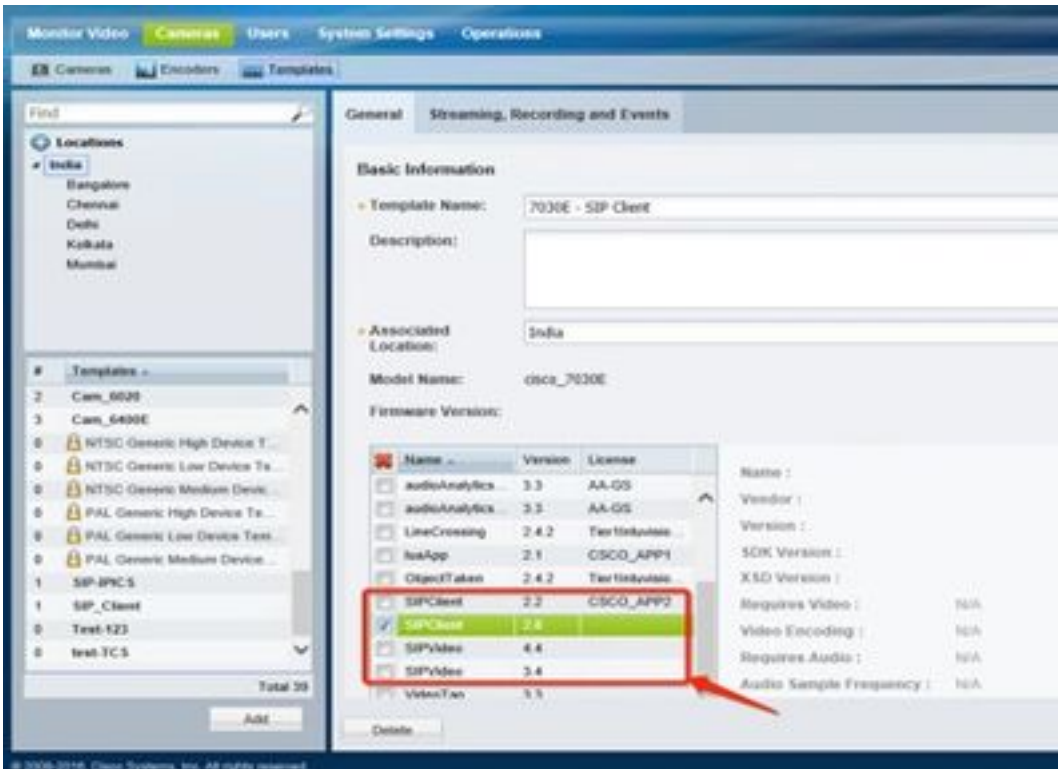 Monitor Video Cameras Users System Settings Operations
Cameras Encoders Templates
Find
Locations
India
Bangalore
Chennai
Delhi
Kolkata
Mumbai
# Templates
2 Cam_6020
3 Cam_6400E
0 NTSC Generic High Device T...
0 NTSC Generic Low Device Te...
0 NTSC Generic Medium Devic...
0 PAL Generic High Device Te...
0 PAL Generic Low Device Tem...
0 PAL Generic Medium Device...
1 SIP-IPICS
1 SIP_Client
0 Test-123
0 test-TCS
Total 39
Add
General Streaming, Recording and Events
Basic Information
Template Name: 7030E - SIP Client
Description:
Associated Location: India
Model Name: cisco_7030E
Firmware Version:
Name Version License
audioAnalytics... 3.3 AA-GS
audioAnalytics... 3.3 AA-GS
LineCrossing 2.4.2
luaApp 2.1 CSCO_APP1
ObjectTaken 2.4.2
SIPClient 2.2 CSCO_APP2
SIPClient 2.6
SIPVideo 4.4
SIPVideo 3.4
VideoTap 3.3
Name :
Vendor :
Version :
SDK Version :
XSD Version :
Requires Video : N/A
Video Encoding : N/A
Requires Audio : N/A
Audio Sample Frequency : N/A
Delete
© 2006-2016 Cisco Systems, Inc. All rights reserved.